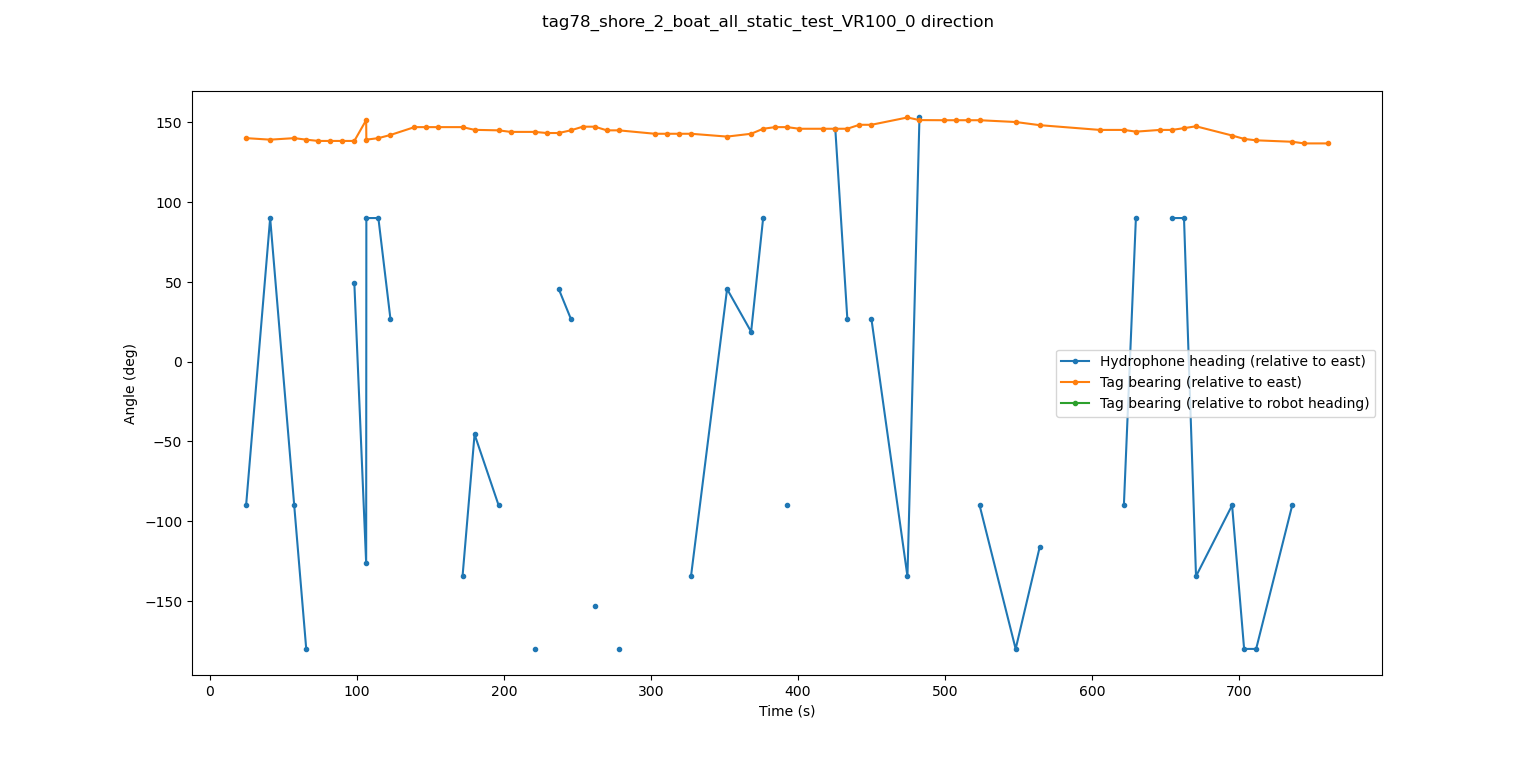 tag78_shore_2_boat_all_static_test_VR100_0 direction
150
100
50
0
−50
−100
−150
Angle (deg)
Hydrophone heading (relative to east)
Tag bearing (relative to east)
Tag bearing (relative to robot heading)
0 100 200 300 400 500 600 700
Time (s)